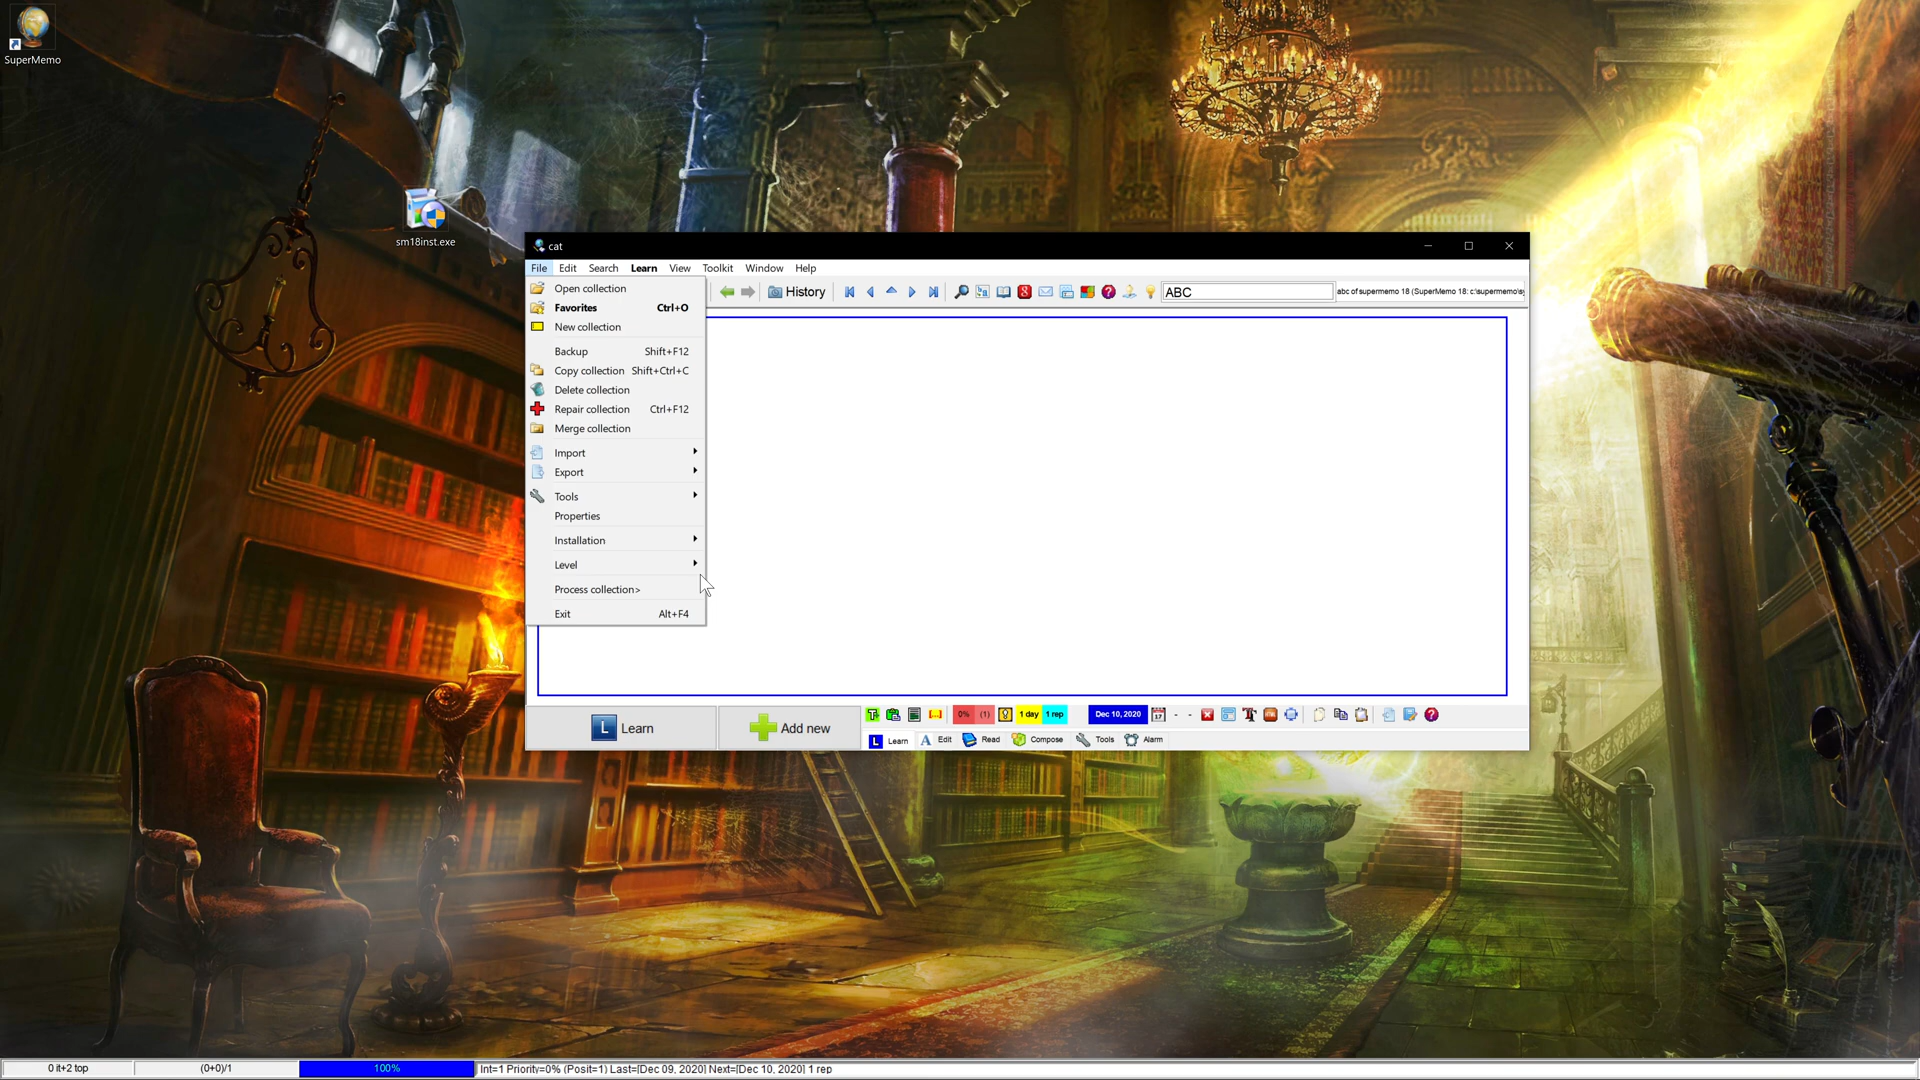 SuperMemo
sm18inst.exe
cat
File Edit Search Learn View Toolkit Window Help
History ABC abc of supermemo 18 (SuperMemo 18: c:\supermemo\sy
Open collection
Favorites Ctrl+O
New collection
Backup Shift+F12
Copy collection Shift+Ctrl+C
Delete collection
Repair collection Ctrl+F12
Merge collection
Import
Export
Tools
Properties
Installation
Level
Process collection>
Exit Alt+F4
L Learn Add new
0% (1) 1 day 1 rep Dec 10, 2020 17 - -
L Learn A Edit Read Compose Tools Alarm
0 it+2 top (0+0)/1 100% Int=1 Priority=0% (Posit=1) Last=[Dec 09, 2020] Next=[Dec 10, 2020] 1 rep